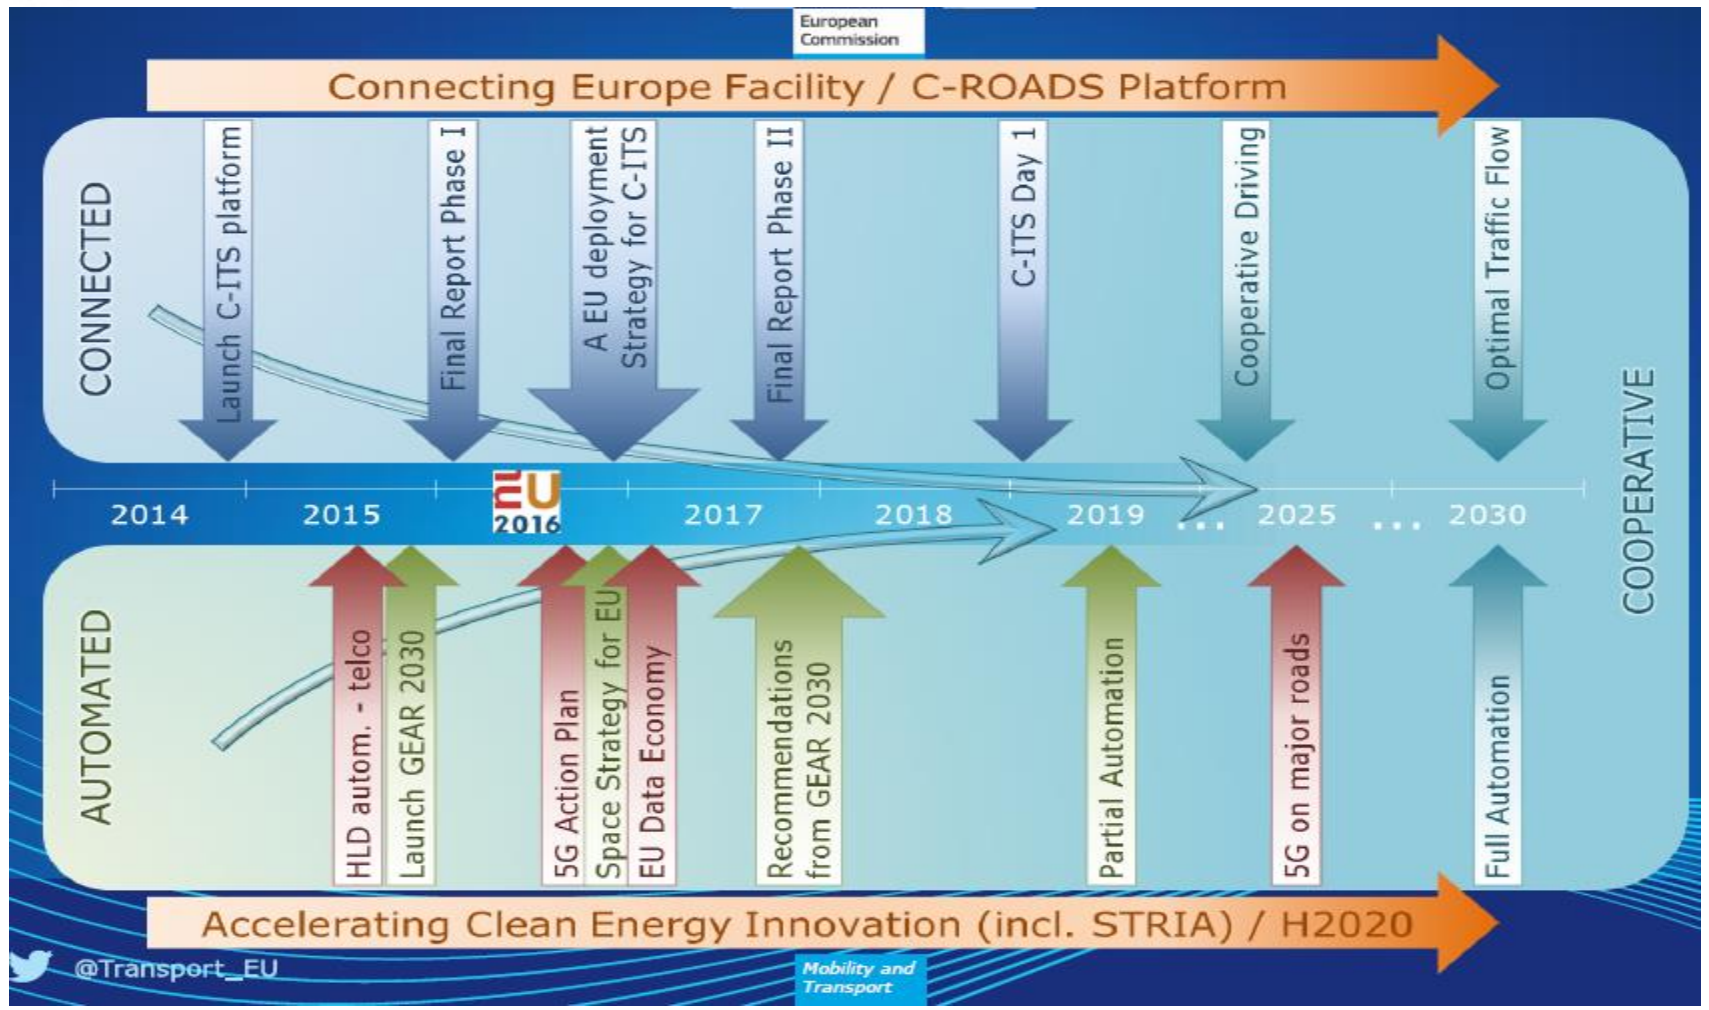 European
Commission
Connecting Europe Facility / C-ROADS Platform
CONNECTED
Launch C-ITS platform
Final Report Phase I
A EU deployment
Strategy for C-ITS
Final Report Phase II
C-ITS Day 1
Cooperative Driving
Optimal Traffic Flow
COOPERATIVE
2014
2015
nlU
2016
2017
2018
2019
...
2025
...
2030
AUTOMATED
HLD autom. - telco
Launch GEAR 2030
5G Action Plan
Space Strategy for EU
EU Data Economy
Recommendations
from GEAR 2030
Partial Automation
5G on major roads
Full Automation
Accelerating Clean Energy Innovation (incl. STRIA) / H2020
@Transport_EU
Mobility and
Transport